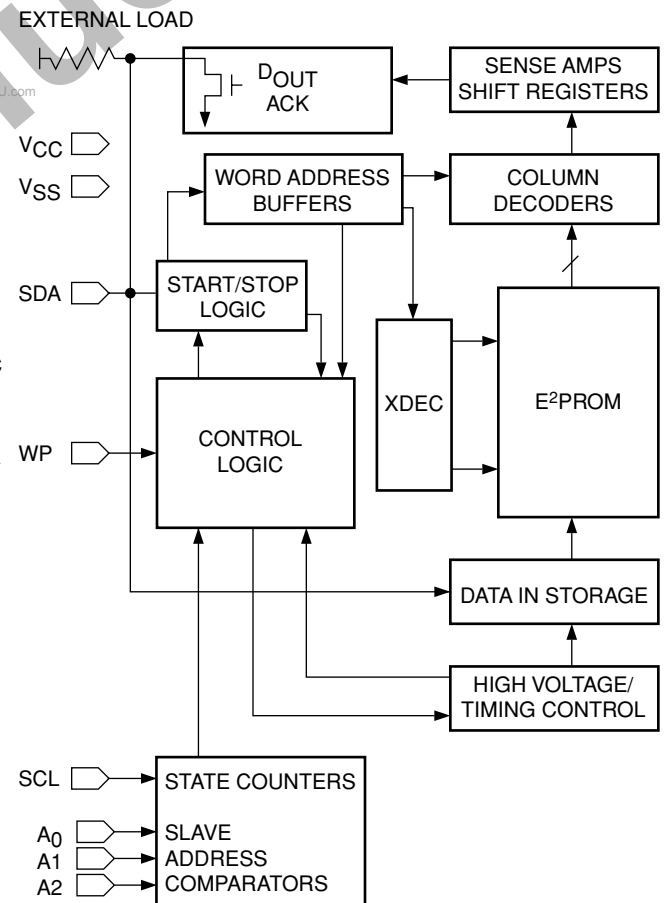 EXTERNAL LOAD
DOUT
ACK
SENSE AMPS
SHIFT REGISTERS
VCC
VSS
WORD ADDRESS
BUFFERS
COLUMN
DECODERS
SDA
START/STOP
LOGIC
XDEC
E²PROM
WP
CONTROL
LOGIC
DATA IN STORAGE
HIGH VOLTAGE/
TIMING CONTROL
SCL
STATE COUNTERS
A0
SLAVE
A1
ADDRESS
A2
COMPARATORS